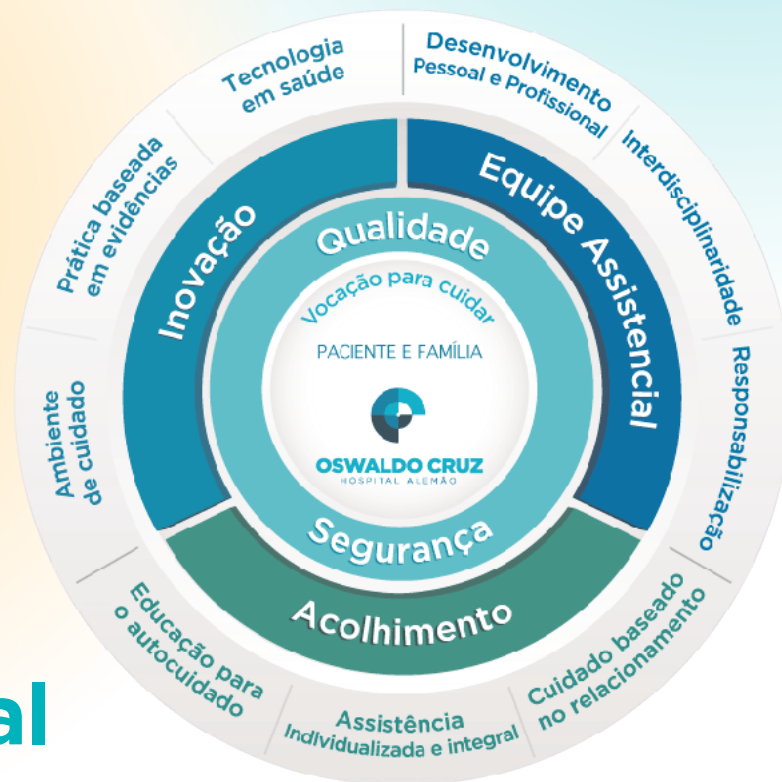 Tecnologia
em saúde
Desenvolvimento
Pessoal e Profissional
Interdisciplinaridade
Responsabilização
Cuidado baseado
no relacionamento
Assistência
Individualizada e integral
Educação para
o autocuidado
Ambiente
de cuidado
Prática baseada
em evidências
Inovação
Equipe Assistencial
Acolhimento
Qualidade
Segurança
Vocação para cuidar
PACIENTE E FAMÍLIA
OSWALDO CRUZ
HOSPITAL ALEMÃO
al